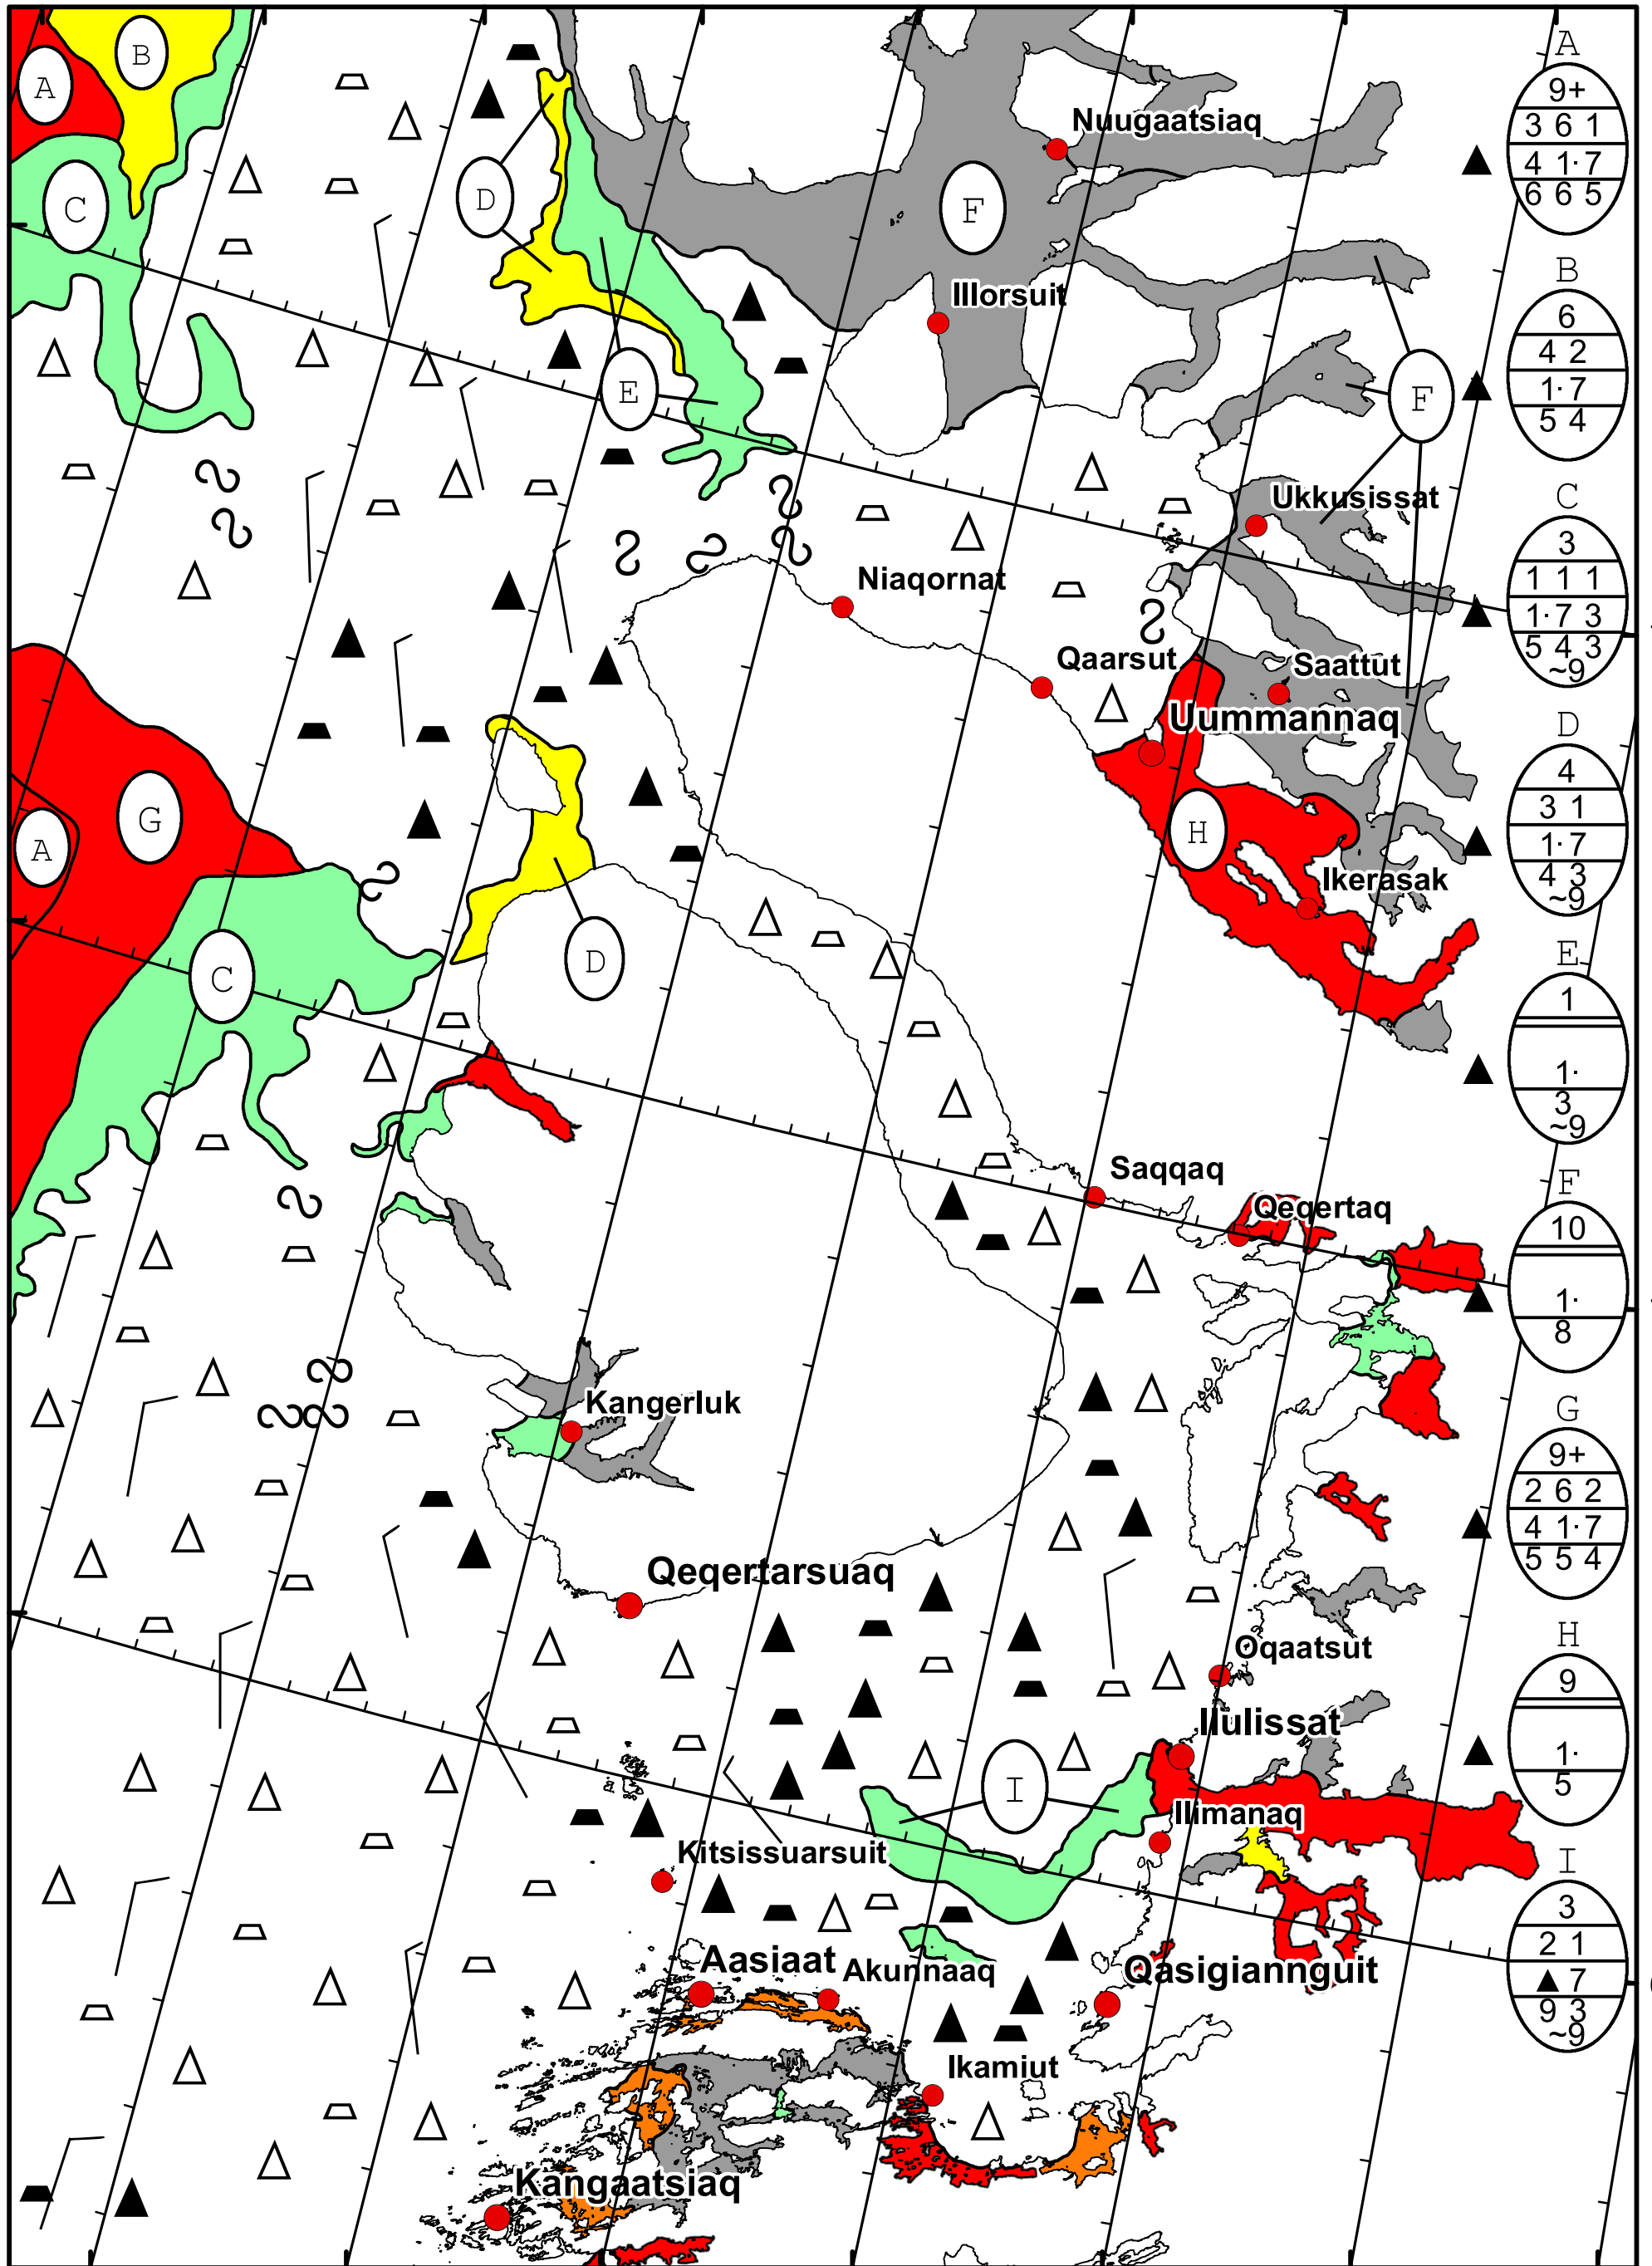 A
B
C
D
E
F
Nuugaatsiaq
Illorsuit
F
Ukkusissat
Niaqornat
Qaarsut
Saattut
Uummannaq
G
A
H
Ikerasak
C
D
Saqqaq
Qeqertaq
Kangerluk
Qeqertarsuaq
Oqaatsut
Ilulissat
I
Ilimanaq
Kitsissuarsuit
Aasiaat
Akunnaaq
Qasigiannguit
Ikamiut
Kangaatsiaq
A
9+
3 6 1
4 1· 7
6 6 5
B
6
4 2
1· 7
5 4
C
3
1 1 1
1· 7 3
5 4 3
~9
D
4
3 1
1· 7
4 3
~9
E
1
1·
3
~9
F
10
1·
8
G
9+
2 6 2
4 1· 7
5 5 4
H
9
1·
5
I
3
2 1
▲ 7
9 3
~9